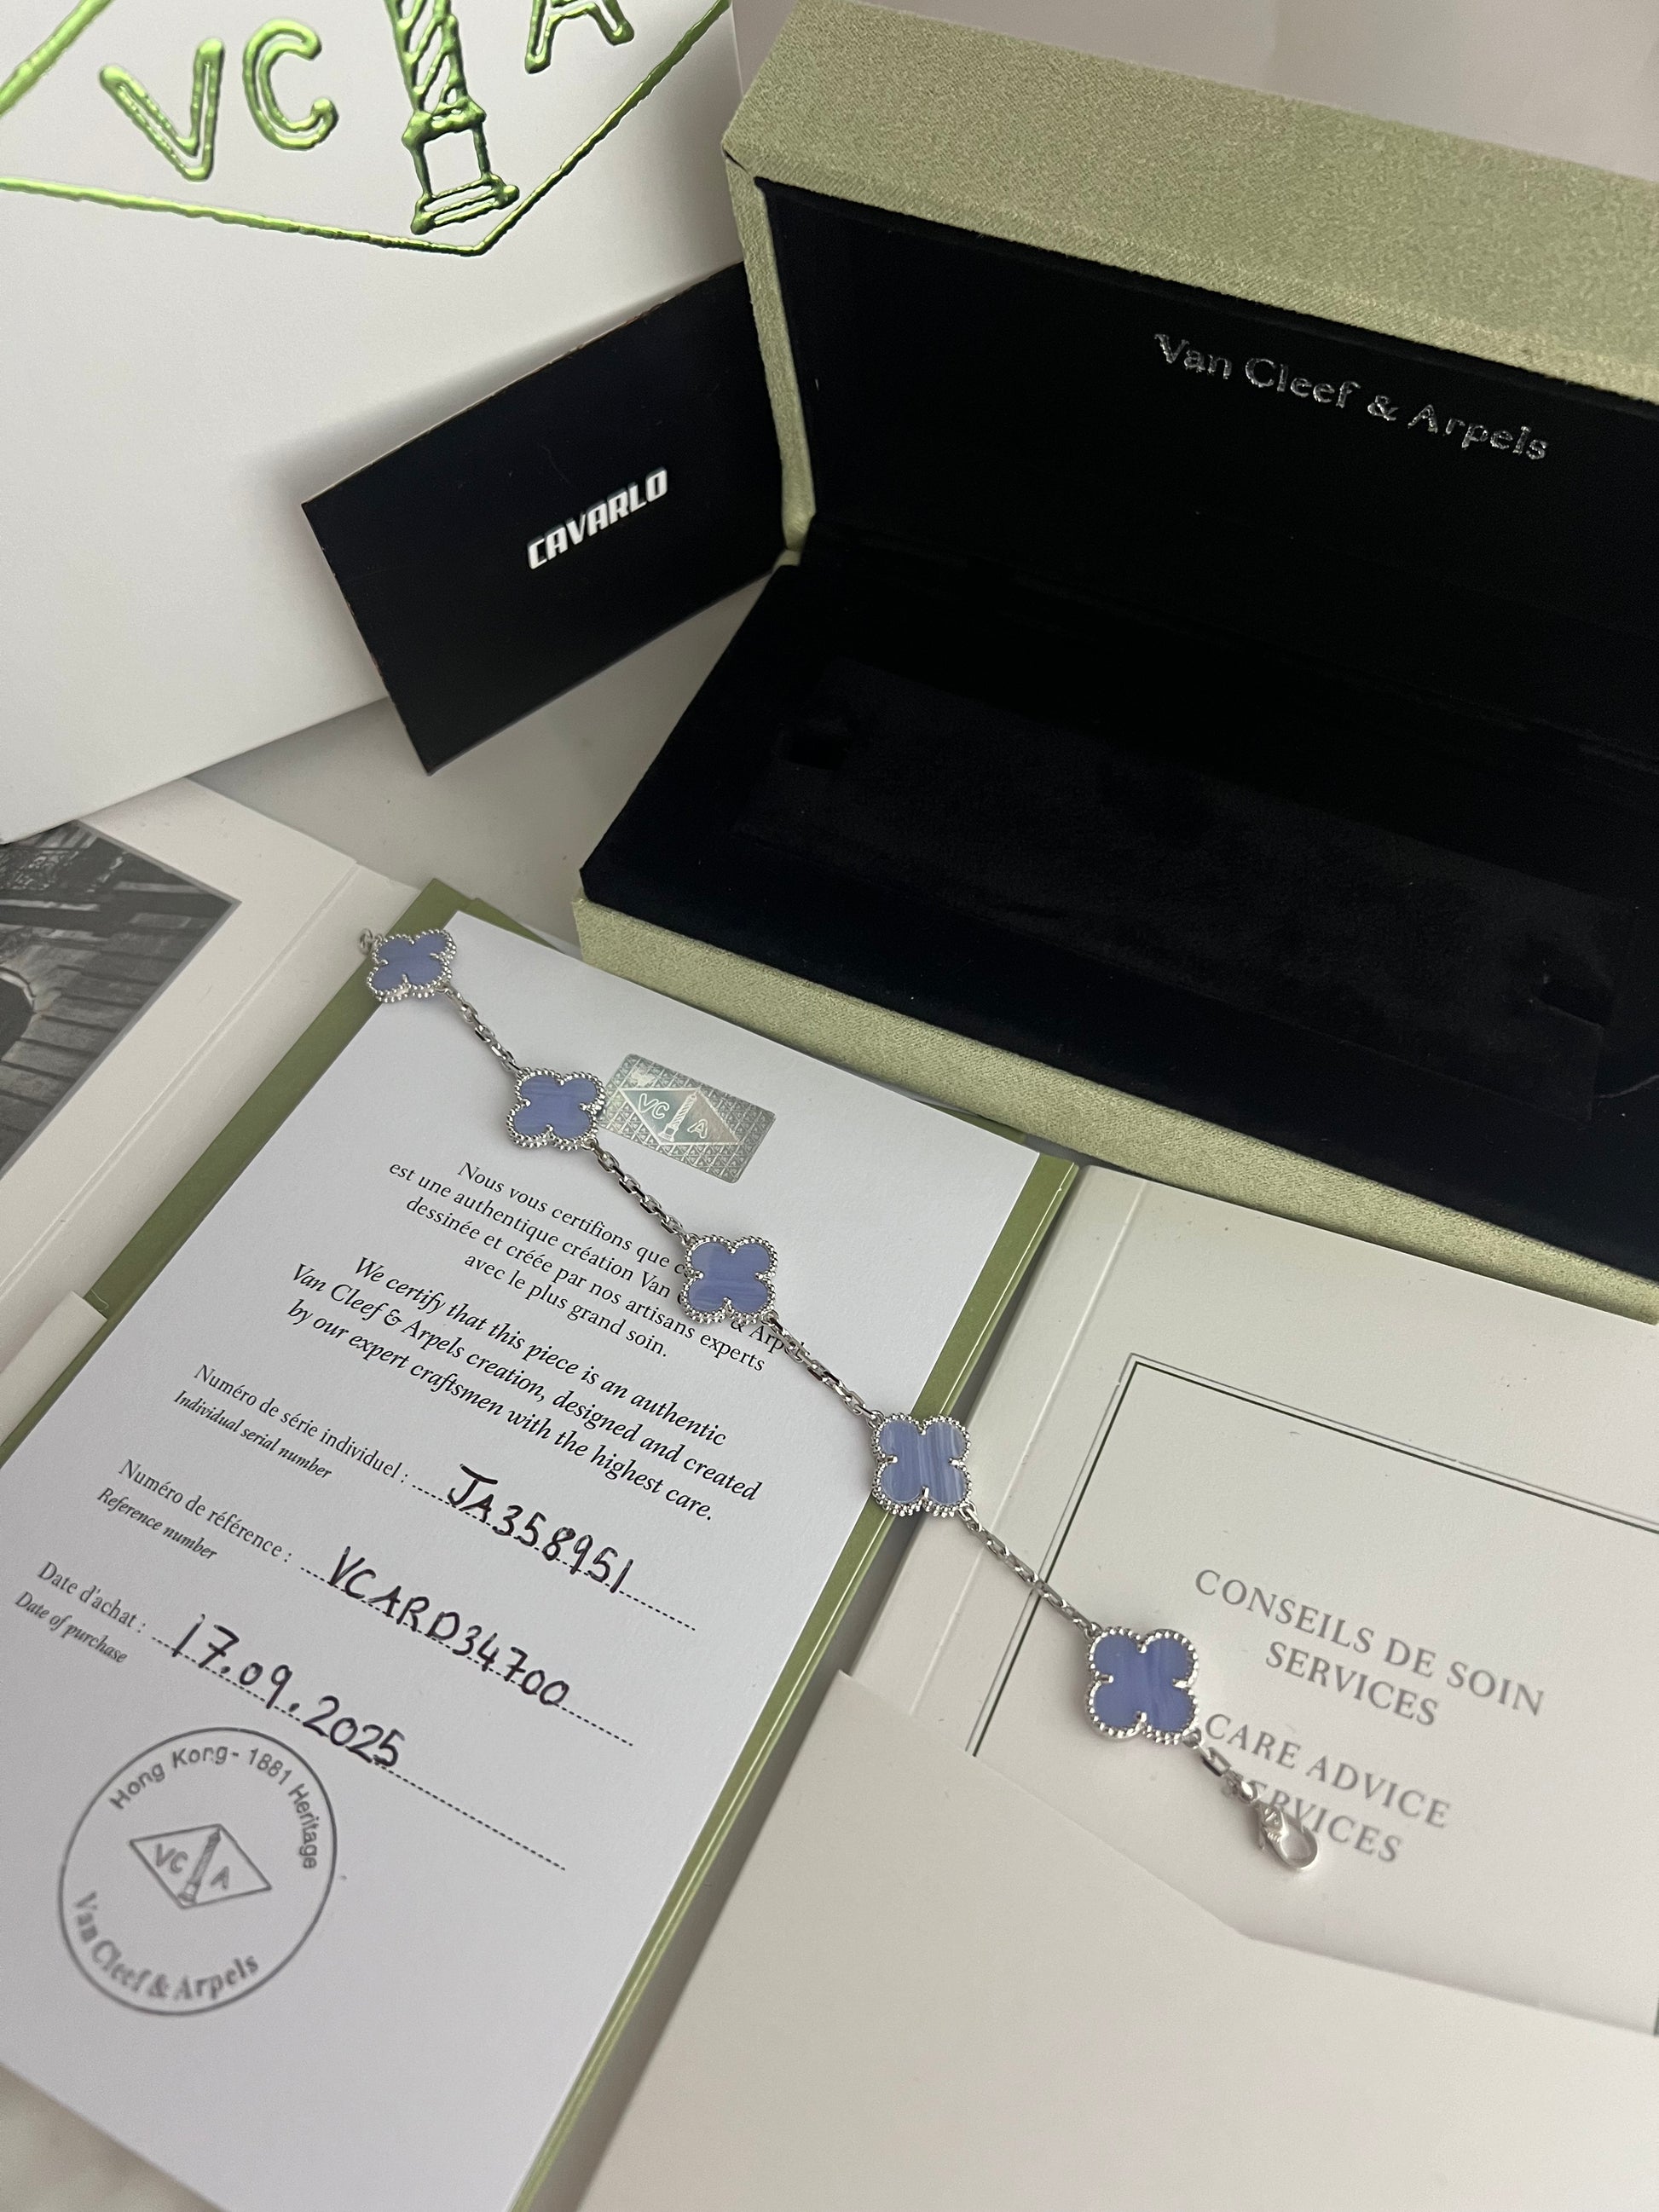 VC A
Van Cleef & Arpels
CAVARLO
VC A
Nous vous certifions que
est une authentique création Van
& Arp
dessinée et créée par nos artisans experts
avec le plus grand soin.
We certify that this piece is an authentic
Van Cleef & Arpels creation, designed and created
by our expert craftsmen with the highest care.
Numéro de série individuel : JA358951
Individual serial number
Numéro de référence : VCARD34700
Reference number
Date d'achat : 17.09.2025
Date of purchase
Hong Kong - 1881 Heritage
VC A
Van Cleef & Arpels
CONSEILS DE SOIN
SERVICES
CARE ADVICE
SERVICES